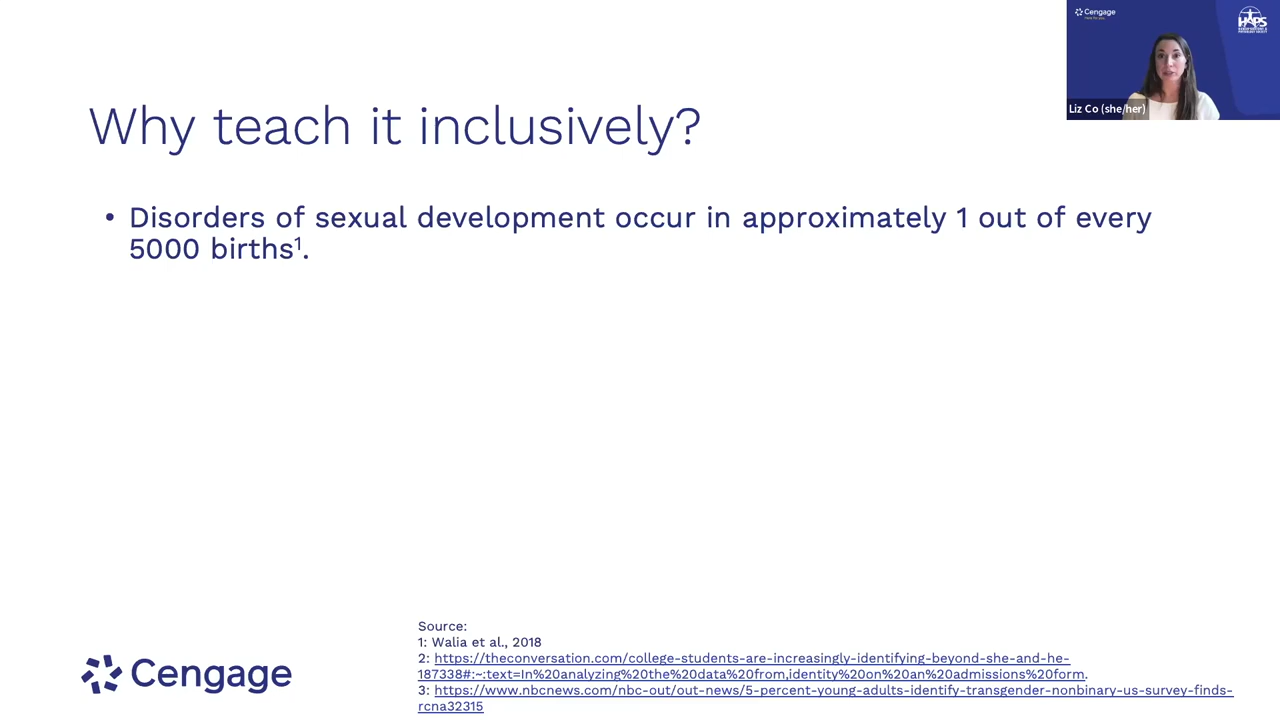 Cengage
HAPS
Liz Co (she/her)
Why teach it inclusively?
• Disorders of sexual development occur in approximately 1 out of every
5000 births¹.
Source:
1: Walia et al., 2018
2: https://theconversation.com/college-students-are-increasingly-identifying-beyond-she-and-he-
187338#:~:text=In%20analyzing%20the%20data%20from,identity%20on%20an%20admissions%20form.
3: https://www.nbcnews.com/nbc-out/out-news/5-percent-young-adults-identify-transgender-nonbinary-us-survey-finds-
rcna32315
Cengage